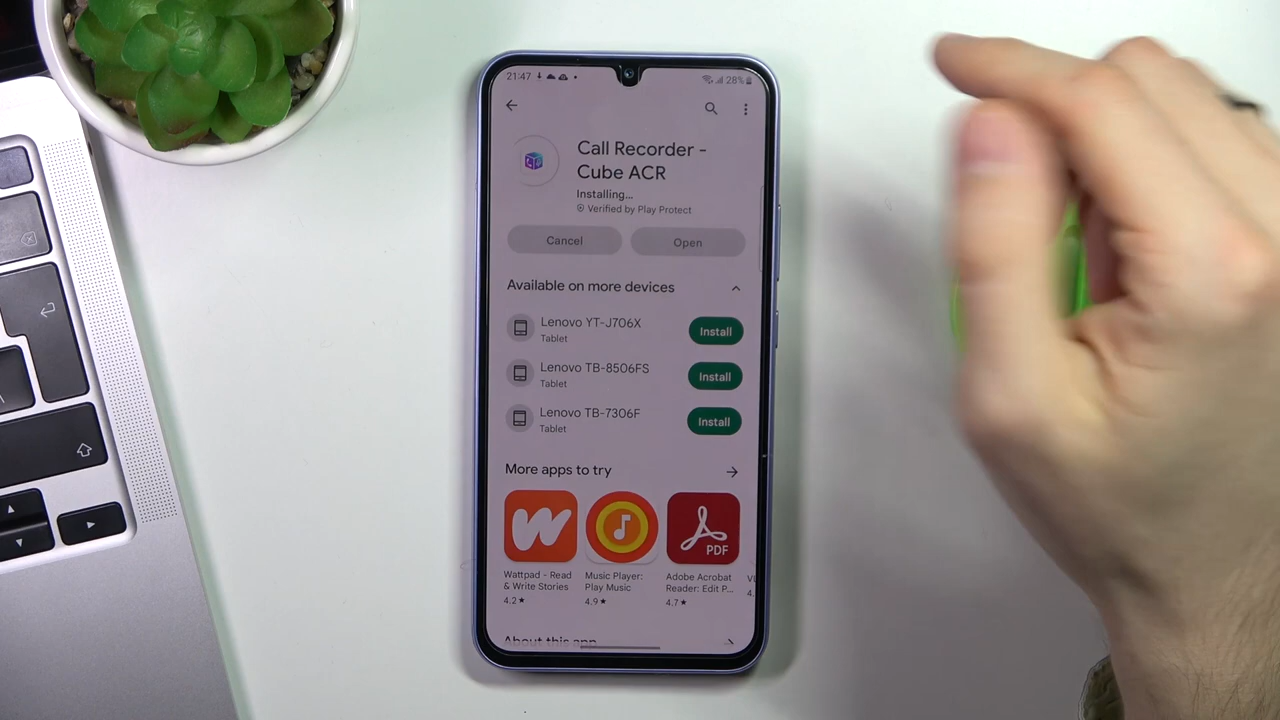 21:47
28%
Call Recorder -
Cube ACR
Installing...
Verified by Play Protect
Cancel
Open
Available on more devices
Lenovo YT-J706X
Tablet
Install
Lenovo TB-8506FS
Tablet
Install
Lenovo TB-7306F
Tablet
Install
More apps to try
PDF
Wattpad - Read
& Write Stories
4.2★
Music Player:
Play Music
4.9★
Adobe Acrobat
Reader: Edit P...
4.7★
4.
About this app